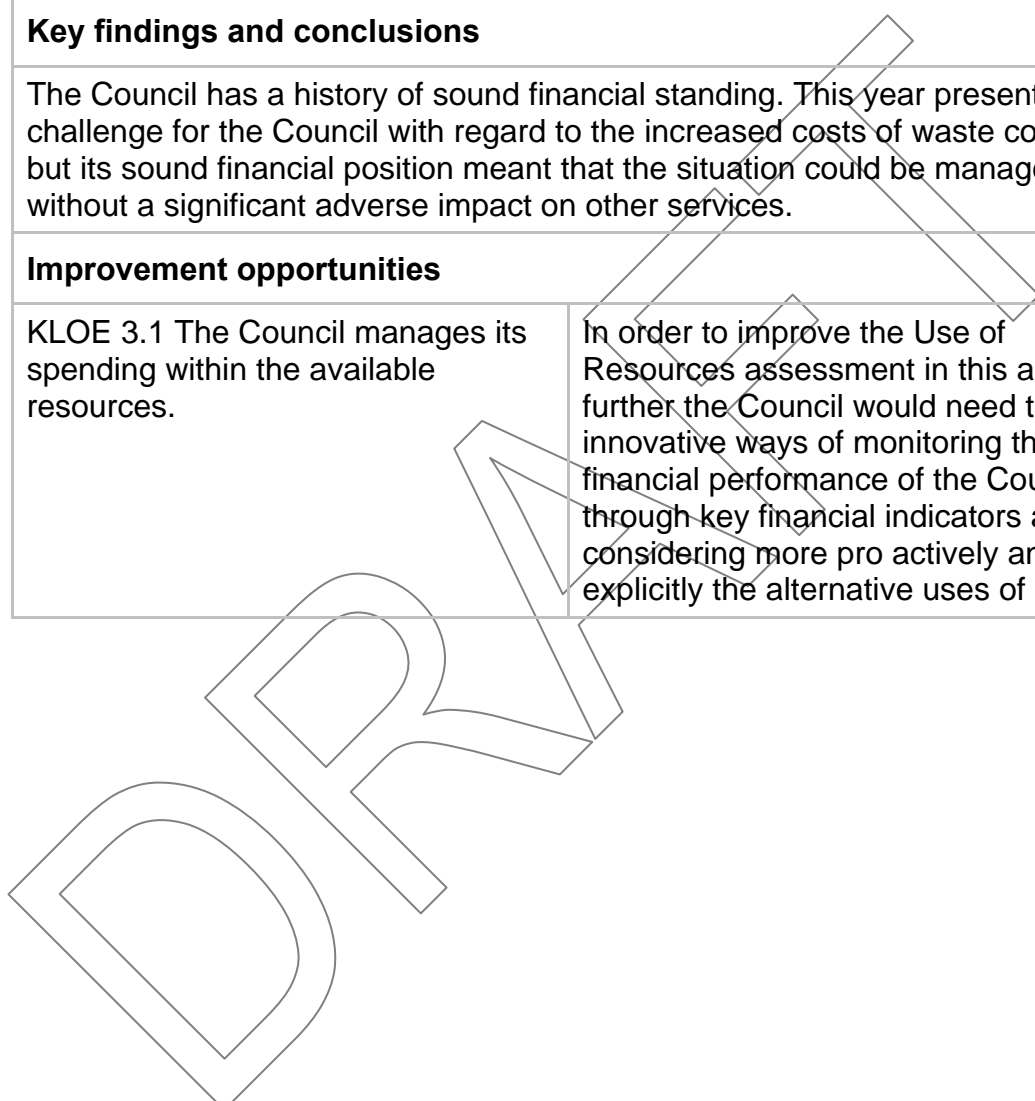 Key findings and conclusions
The Council has a history of sound financial standing. This year present
challenge for the Council with regard to the increased costs of waste co
but its sound financial position meant that the situation could be manag
without a significant adverse impact on other services.
Improvement opportunities
KLOE 3.1 The Council manages its
spending within the available
resources.
In order to improve the Use of
Resources assessment in this a
further the Council would need t
innovative ways of monitoring th
financial performance of the Cou
through key financial indicators a
considering more pro actively an
explicitly the alternative uses of
DRAFT